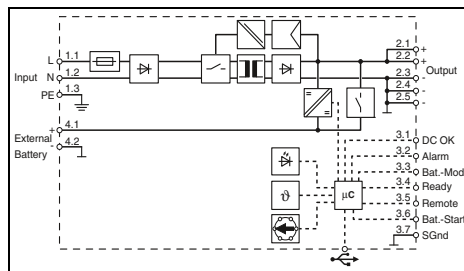 L 1.1
Input N 1.2
PE 1.3
+ 4.1
External
Battery
- 4.2
2.1 +
2.2 +
2.3 -
Output
2.4 -
2.5 -
= =
3.1 DC OK
3.2 Alarm
3.3 Bat.-Mode
3.4 Ready
3.5 Remote
3.6 Bat.-Start
3.7 SGnd
ϑ
µC